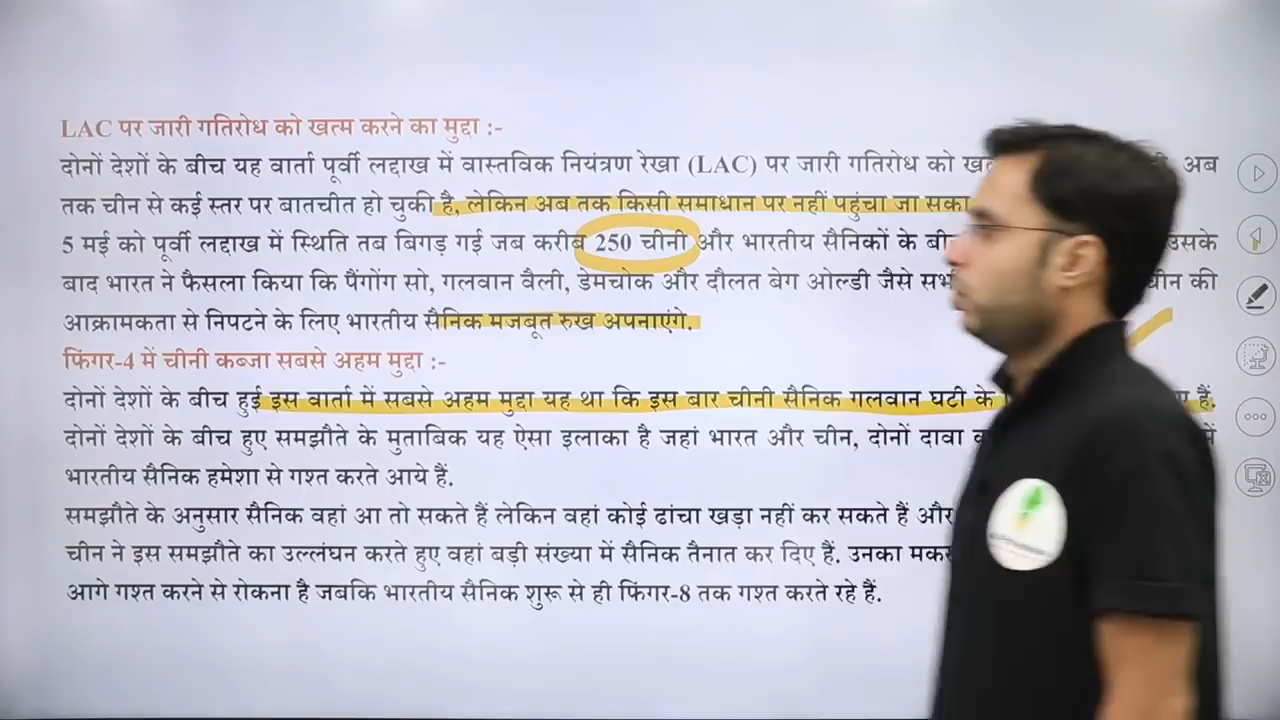 LAC पर जारी गतिरोध को खत्म करने का मुद्दा :-
दोनों देशों के बीच यह वार्ता पूर्वी लद्दाख में वास्तविक नियंत्रण रेखा (LAC) पर जारी गतिरोध को अब
तक चीन से कई स्तर पर बातचीत हो चुकी है, लेकिन अब तक किसी समाधान पर नहीं पहुंचा जा सका
5 मई को पूर्वी लद्दाख में स्थिति तब बिगड़ गई जब करीब 250 चीनी और भारतीय सैनिकों के उसके
बाद भारत ने फैसला किया कि पैंगोंग सो, गलवान वैली, डेमचोक और दौलत बेग ओल्डी जैसे चीन की
आक्रामकता से निपटने के लिए भारतीय सैनिक मजबूत रुख अपनाएंगे.
फिंगर-4 में चीनी कब्जा सबसे अहम मुद्दा :-
दोनों देशों के बीच हुई इस वार्ता में सबसे अहम मुद्दा यह था कि इस बार चीनी सैनिक गलवान घटी के हैं.
दोनों देशों के बीच हुए समझौते के मुताबिक यह ऐसा इलाका है जहां भारत और चीन, दोनों दावा
भारतीय सैनिक हमेशा से गश्त करते आये हैं.
समझौते के अनुसार सैनिक वहां आ तो सकते हैं लेकिन वहां कोई ढांचा खड़ा नहीं कर सकते हैं और
चीन ने इस समझौते का उल्लंघन करते हुए वहां बड़ी संख्या में सैनिक तैनात कर दिए हैं. उनका
आगे गश्त करने से रोकना है जबकि भारतीय सैनिक शुरू से ही फिंगर-8 तक गश्त करते रहे हैं.